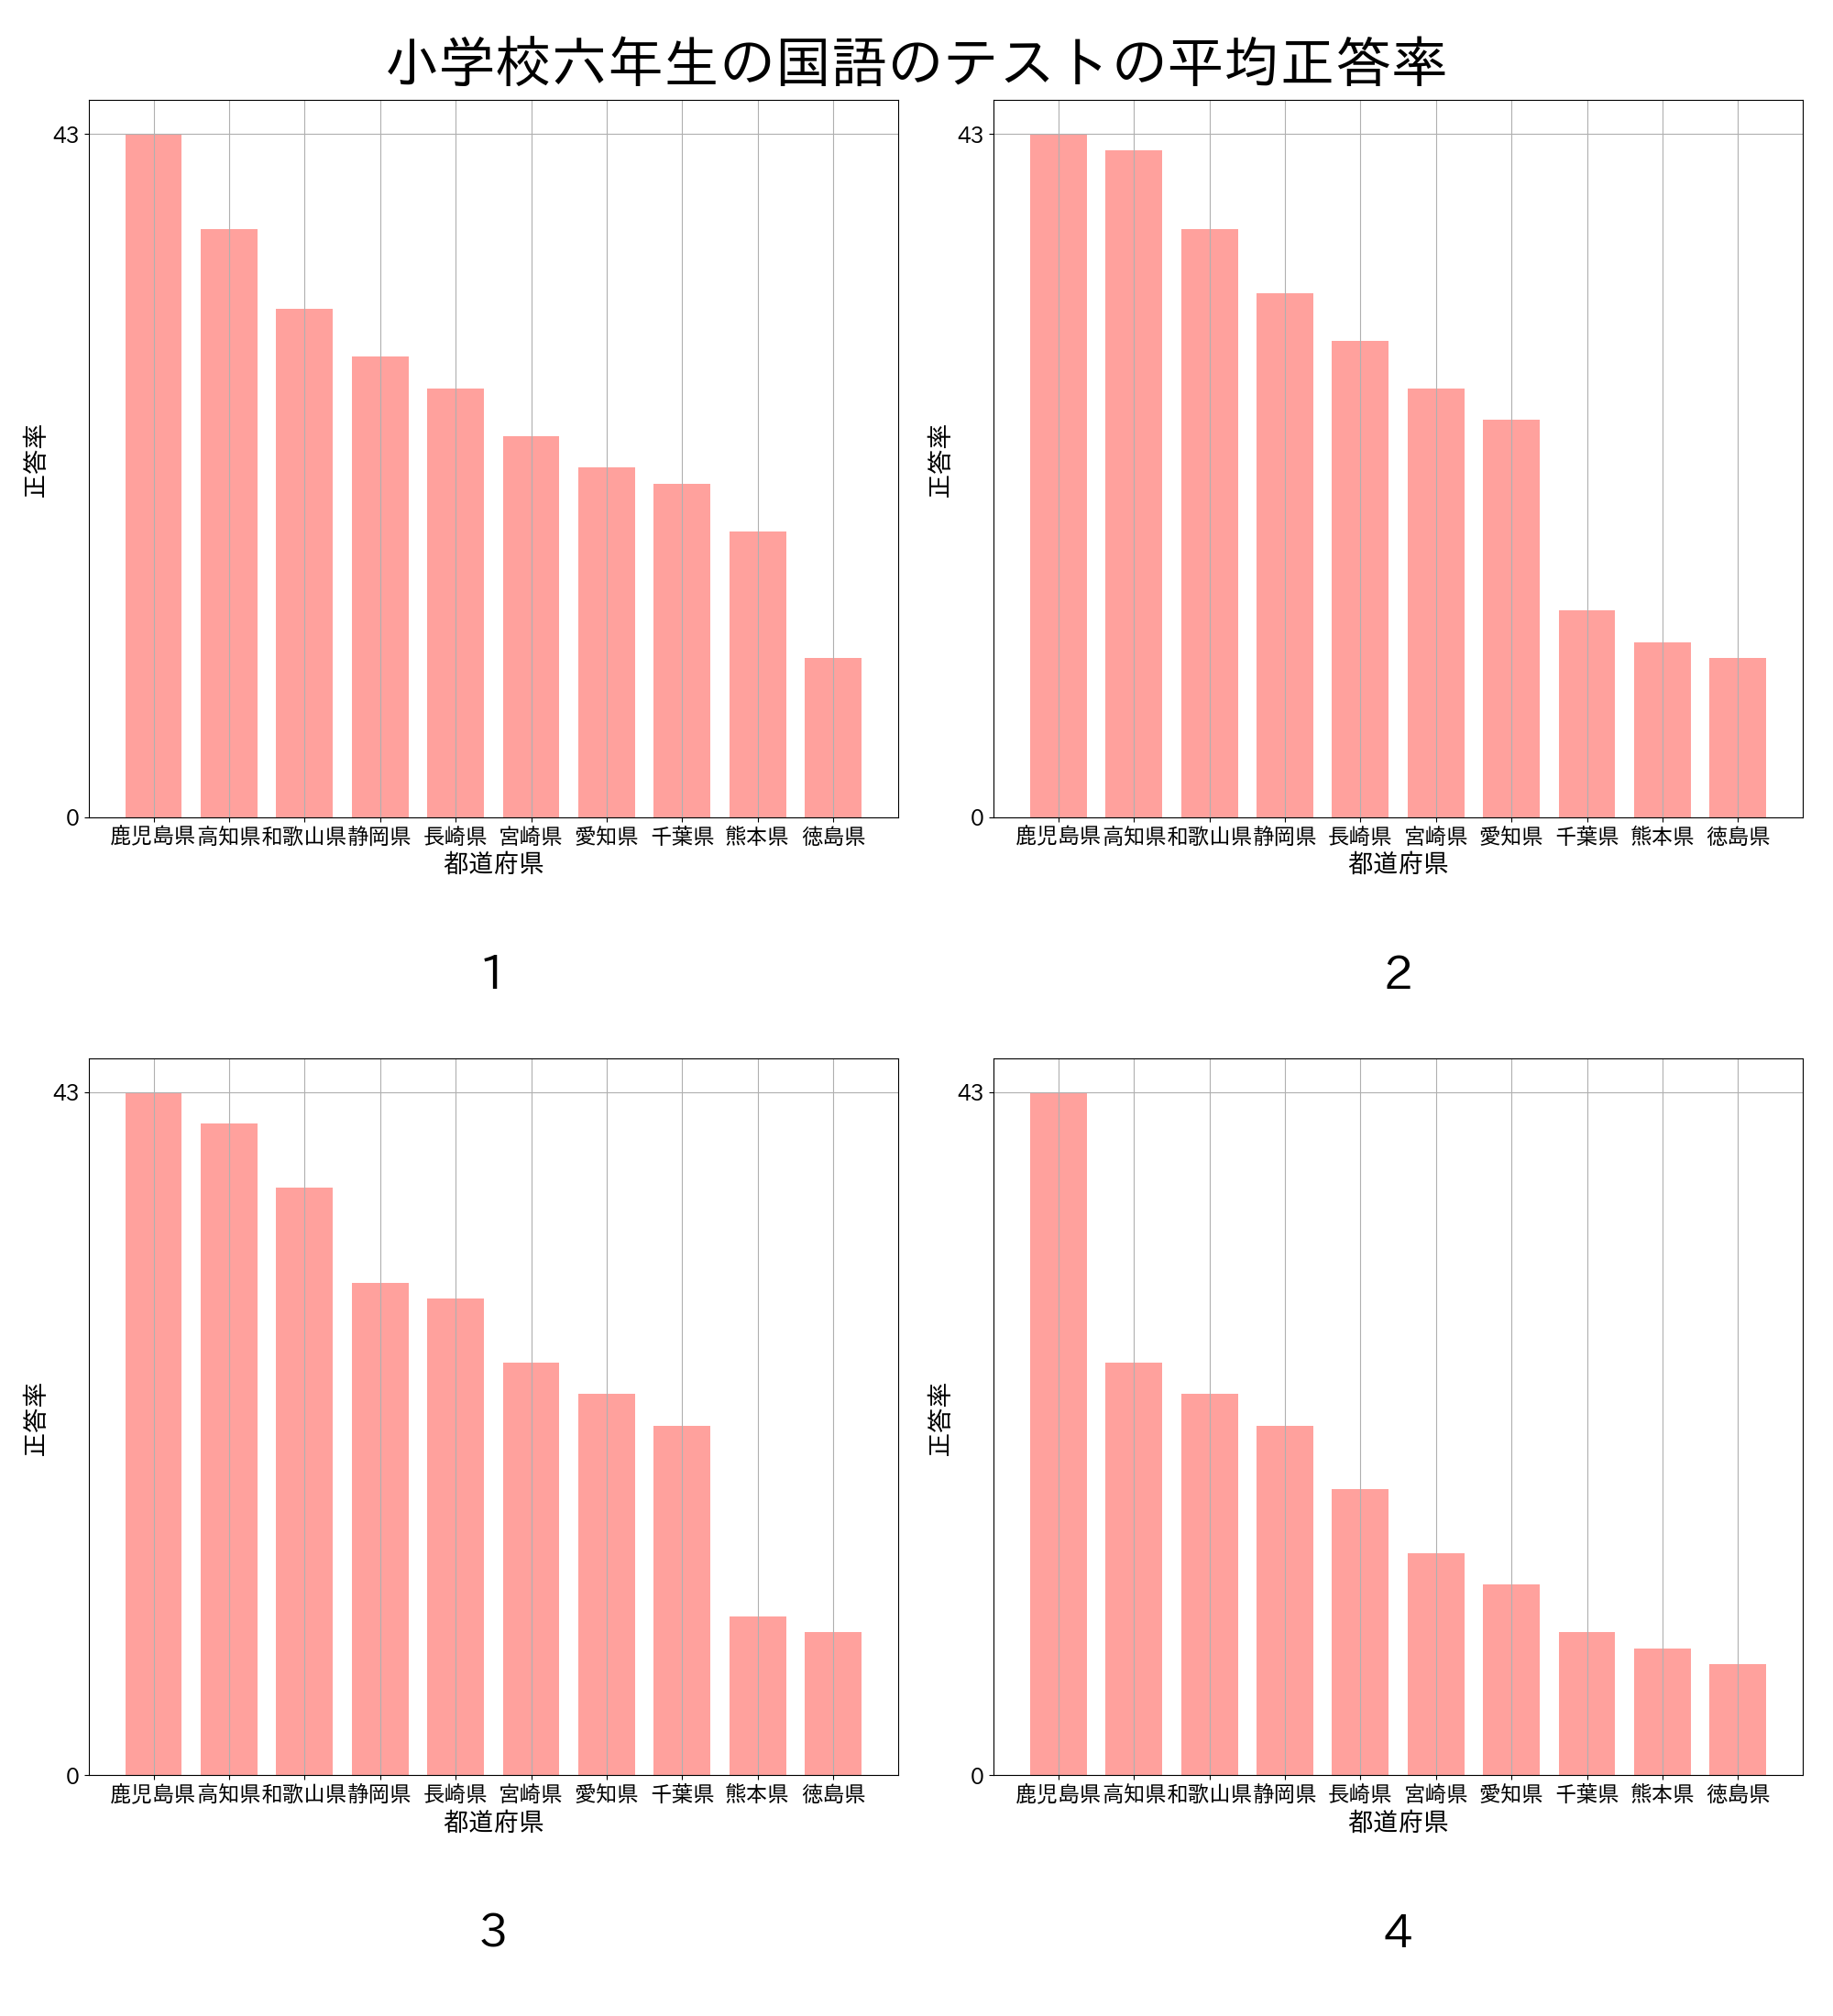 小学校六年生の国語のテストの平均正答率
43
正答率
0
鹿児島県 高知県 和歌山県 静岡県 長崎県 宮崎県 愛知県 千葉県 熊本県 徳島県
都道府県
1
43
正答率
0
鹿児島県 高知県 和歌山県 静岡県 長崎県 宮崎県 愛知県 千葉県 熊本県 徳島県
都道府県
2
43
正答率
0
鹿児島県 高知県 和歌山県 静岡県 長崎県 宮崎県 愛知県 千葉県 熊本県 徳島県
都道府県
3
43
正答率
0
鹿児島県 高知県 和歌山県 静岡県 長崎県 宮崎県 愛知県 千葉県 熊本県 徳島県
都道府県
4